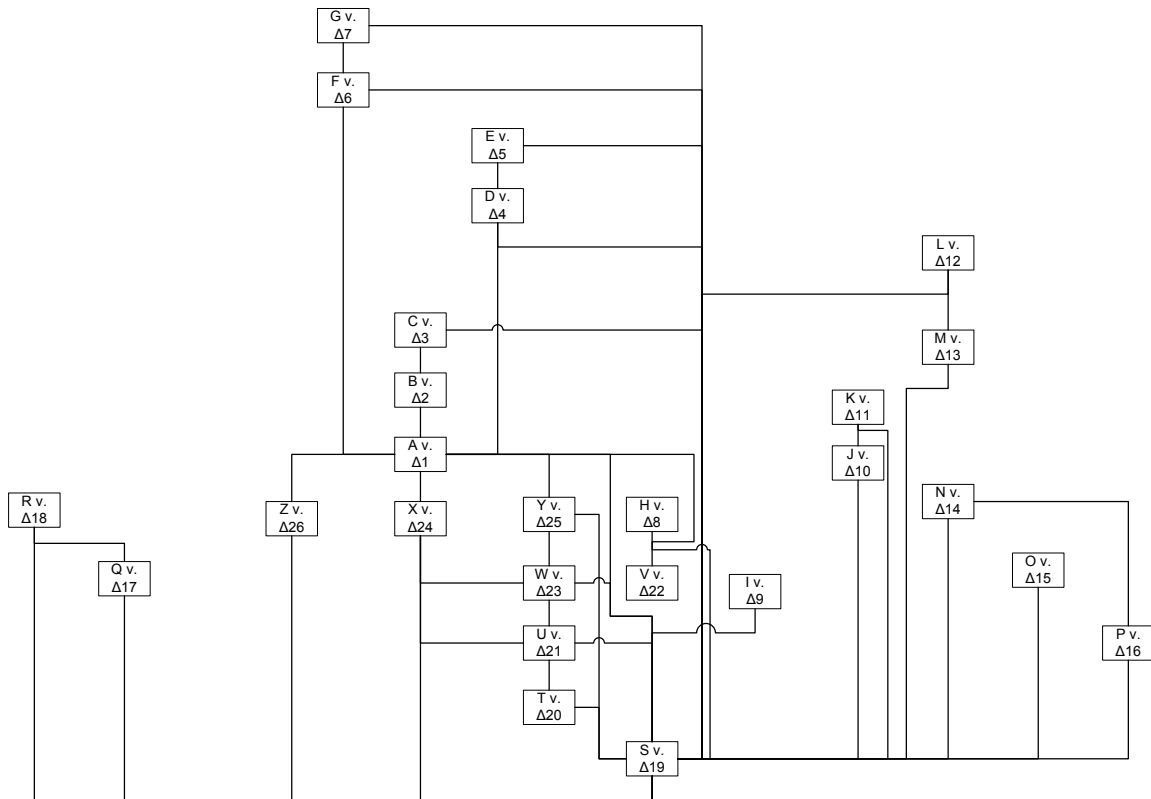 G v.
Δ7
F v.
Δ6
E v.
Δ5
D v.
Δ4
L v.
Δ12
C v.
Δ3
M v.
Δ13
B v.
Δ2
K v.
Δ11
A v.
Δ1
J v.
Δ10
R v.
Δ18
Z v.
Δ26
X v.
Δ24
Y v.
Δ25
H v.
Δ8
N v.
Δ14
Q v.
Δ17
W v.
Δ23
V v.
Δ22
I v.
Δ9
O v.
Δ15
U v.
Δ21
P v.
Δ16
T v.
Δ20
S v.
Δ19